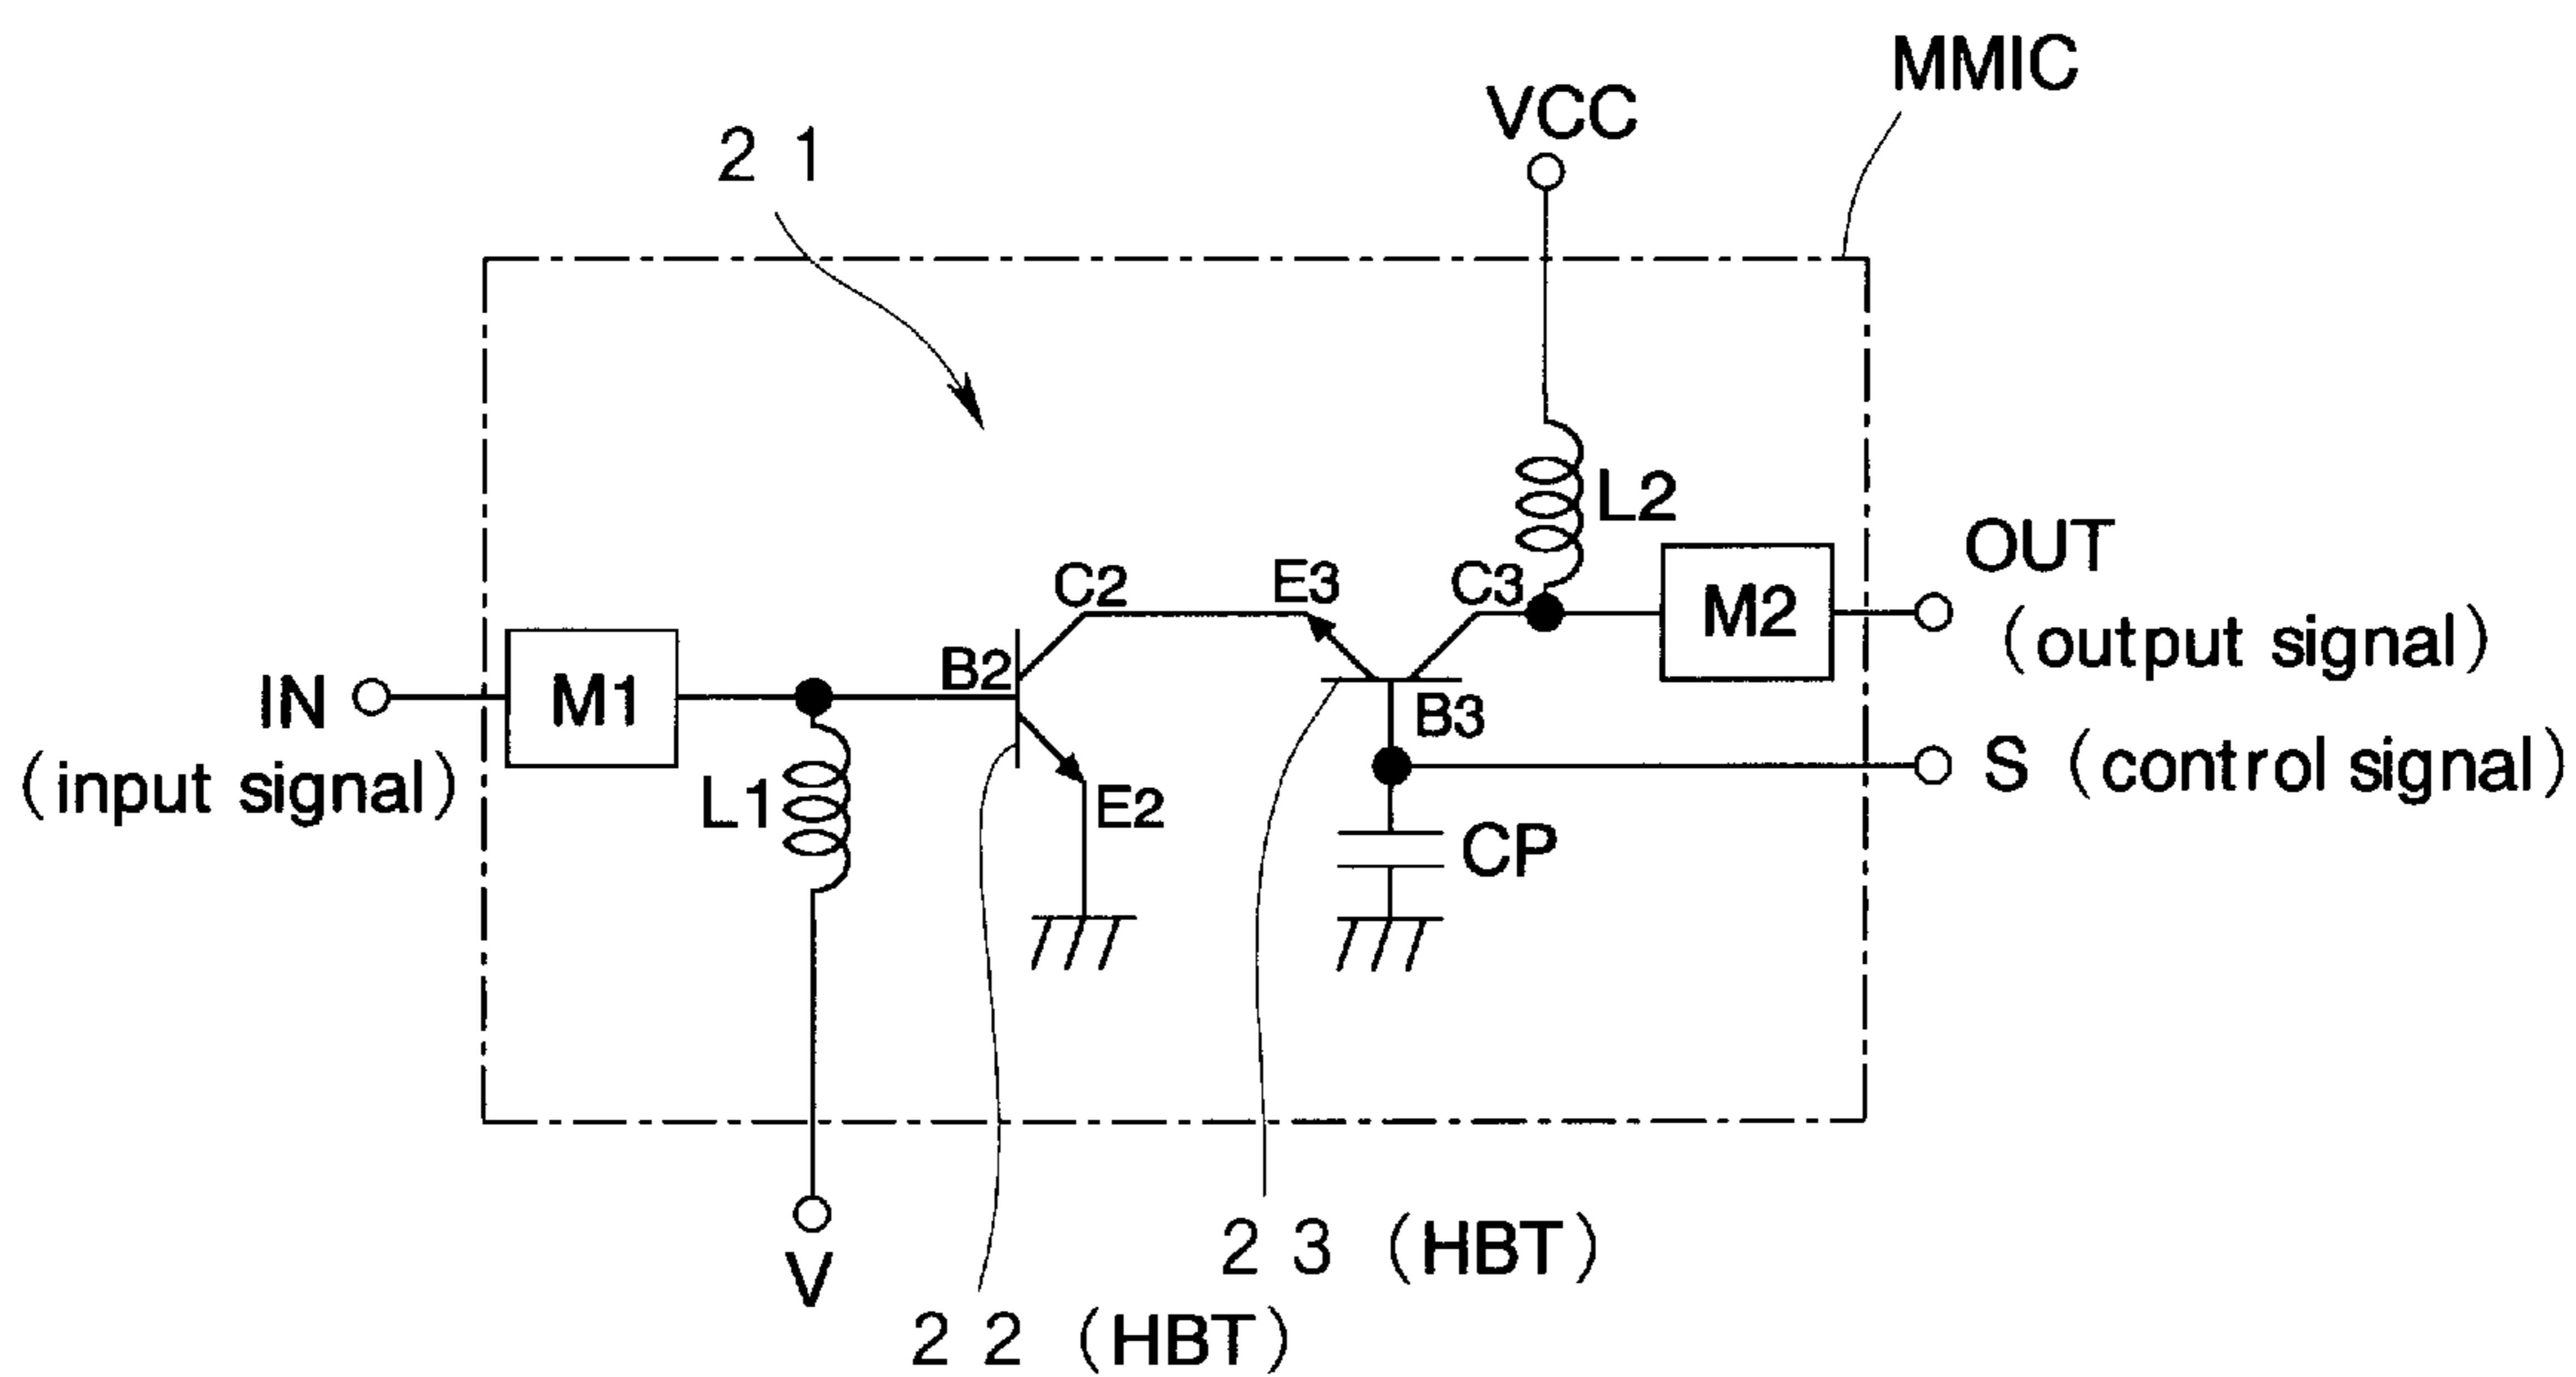 MMIC
VCC
2 1
L2
OUT
(output signal)
C2
E3
C3
M2
B2
M1
IN
(input signal)
B3
S (control signal)
L1
E2
CP
V
2 3 (HBT)
2 2 (HBT)